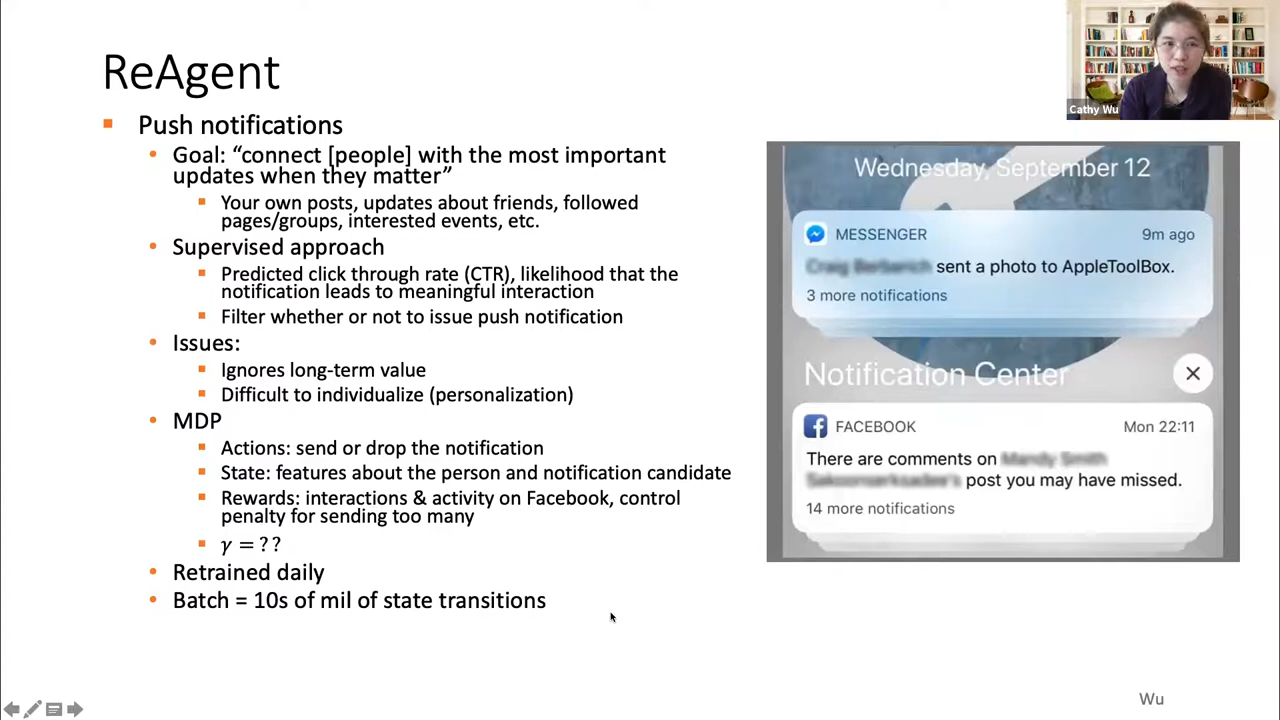 ReAgent
Push notifications
Goal: “connect [people] with the most important
updates when they matter”
Your own posts, updates about friends, followed
pages/groups, interested events, etc.
Supervised approach
Predicted click through rate (CTR), likelihood that the
notification leads to meaningful interaction
Filter whether or not to issue push notification
Issues:
Ignores long-term value
Difficult to individualize (personalization)
MDP
Actions: send or drop the notification
State: features about the person and notification candidate
Rewards: interactions & activity on Facebook, control
penalty for sending too many
γ = ??
Retrained daily
Batch = 10s of mil of state transitions
Cathy Wu
Wednesday, September 12
MESSENGER 9m ago
sent a photo to AppleToolBox.
3 more notifications
Notification Center
FACEBOOK Mon 22:11
There are comments on
post you may have missed.
14 more notifications
Wu